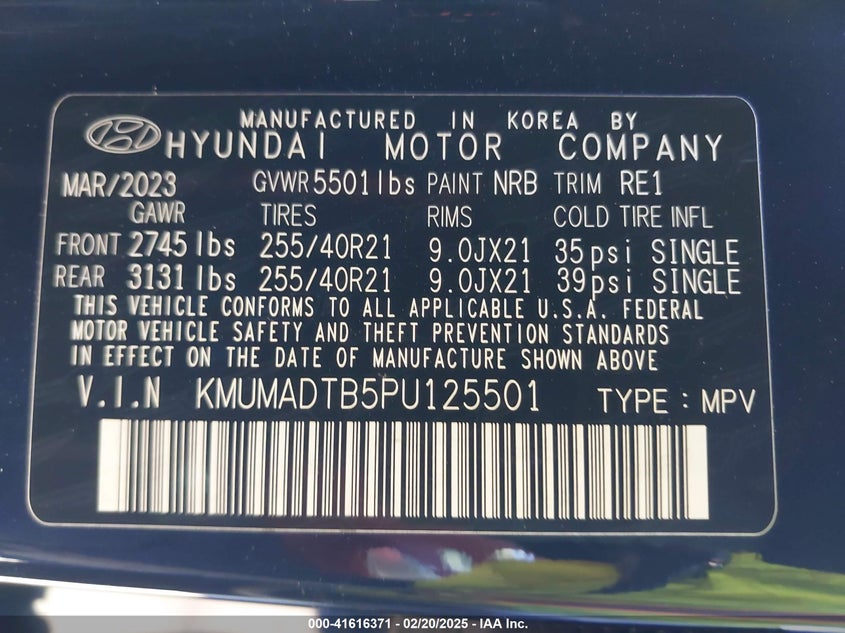 MANUFACTURED IN KOREA BY
HYUNDAI MOTOR COMPANY
MAR/2023 GVWR 5501lbs PAINT NRB TRIM RE1
GAWR TIRES RIMS COLD TIRE INFL
FRONT 2745 lbs 255/40R21 9.0JX21 35psi SINGLE
REAR 3131 lbs 255/40R21 9.0JX21 39psi SINGLE
THIS VEHICLE CONFORMS TO ALL APPLICABLE U.S.A. FEDERAL
MOTOR VEHICLE SAFETY AND THEFT PREVENTION STANDARDS
IN EFFECT ON THE DATE OF MANUFACTURE SHOWN ABOVE
V.I.N KMUMADTB5PU125501 TYPE : MPV
000-41616371 - 02/20/2025 - IAA Inc.